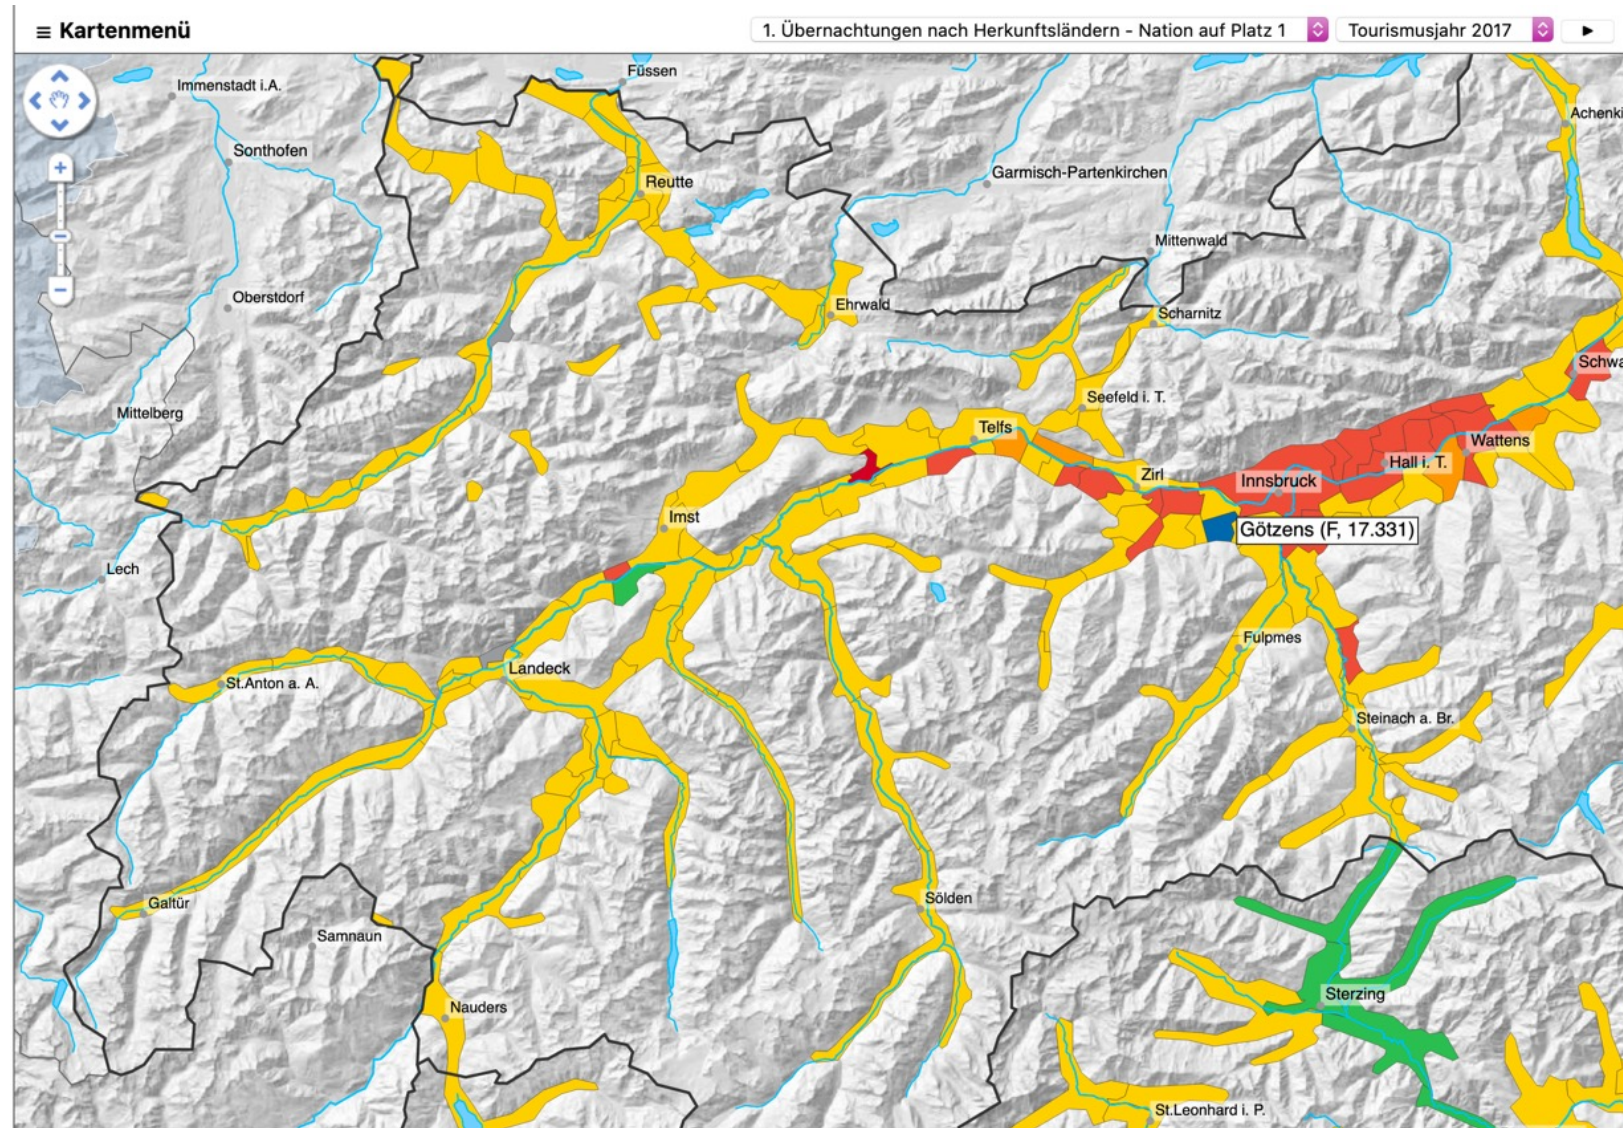 ≡ Kartenmenü
1. Übernachtungen nach Herkunftsländern - Nation auf Platz 1
Tourismusjahr 2017
Füssen
Immenstadt i.A.
Sonthofen
Garmisch-Partenkirchen
Reutte
Mittenwald
Oberstdorf
Ehrwald
Scharnitz
Mittelberg
Seefeld i. T.
Telfs
Wattens
Hall i. T.
Zirl
Innsbruck
Imst
Götzens (F, 17.331)
Lech
Fulpmes
Landeck
St.Anton a. A.
Steinach a. Br.
Galtür
Sölden
Samnaun
Sterzing
Nauders
St.Leonhard i. P.